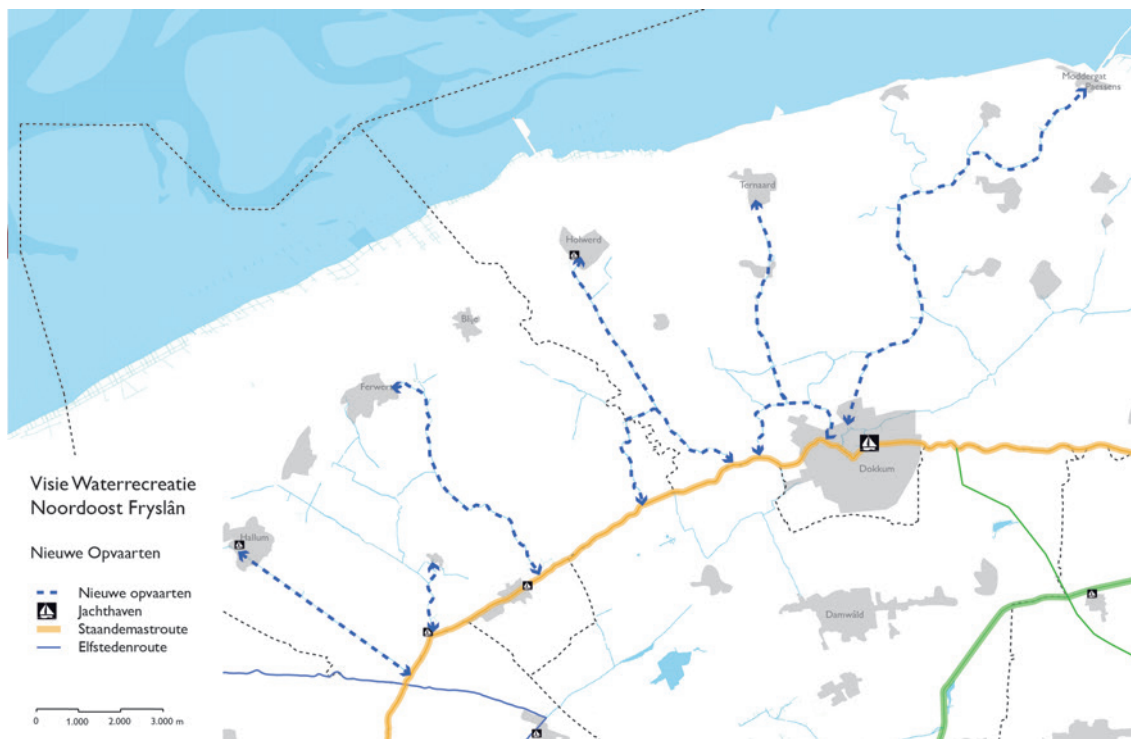 Moddergat
Paessens
Ternaard
Holwerd
Blije
Ferwert
Dokkum
Visie Waterrecreatie
Noordoost Fryslân
Hallum
Nieuwe Opvaarten
Nieuwe opvaarten
Jachthaven
Staandemastroute
Elfstedenroute
Damwâld
0 1.000 2.000 3.000 m